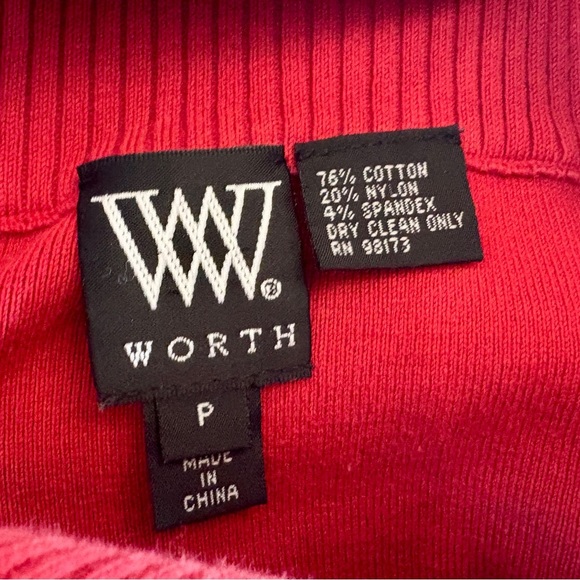 W
®
WORTH
P
MADE
IN
CHINA
76% COTTON
20% NYLON
4% SPANDEX
DRY CLEAN ONLY
RN 98173